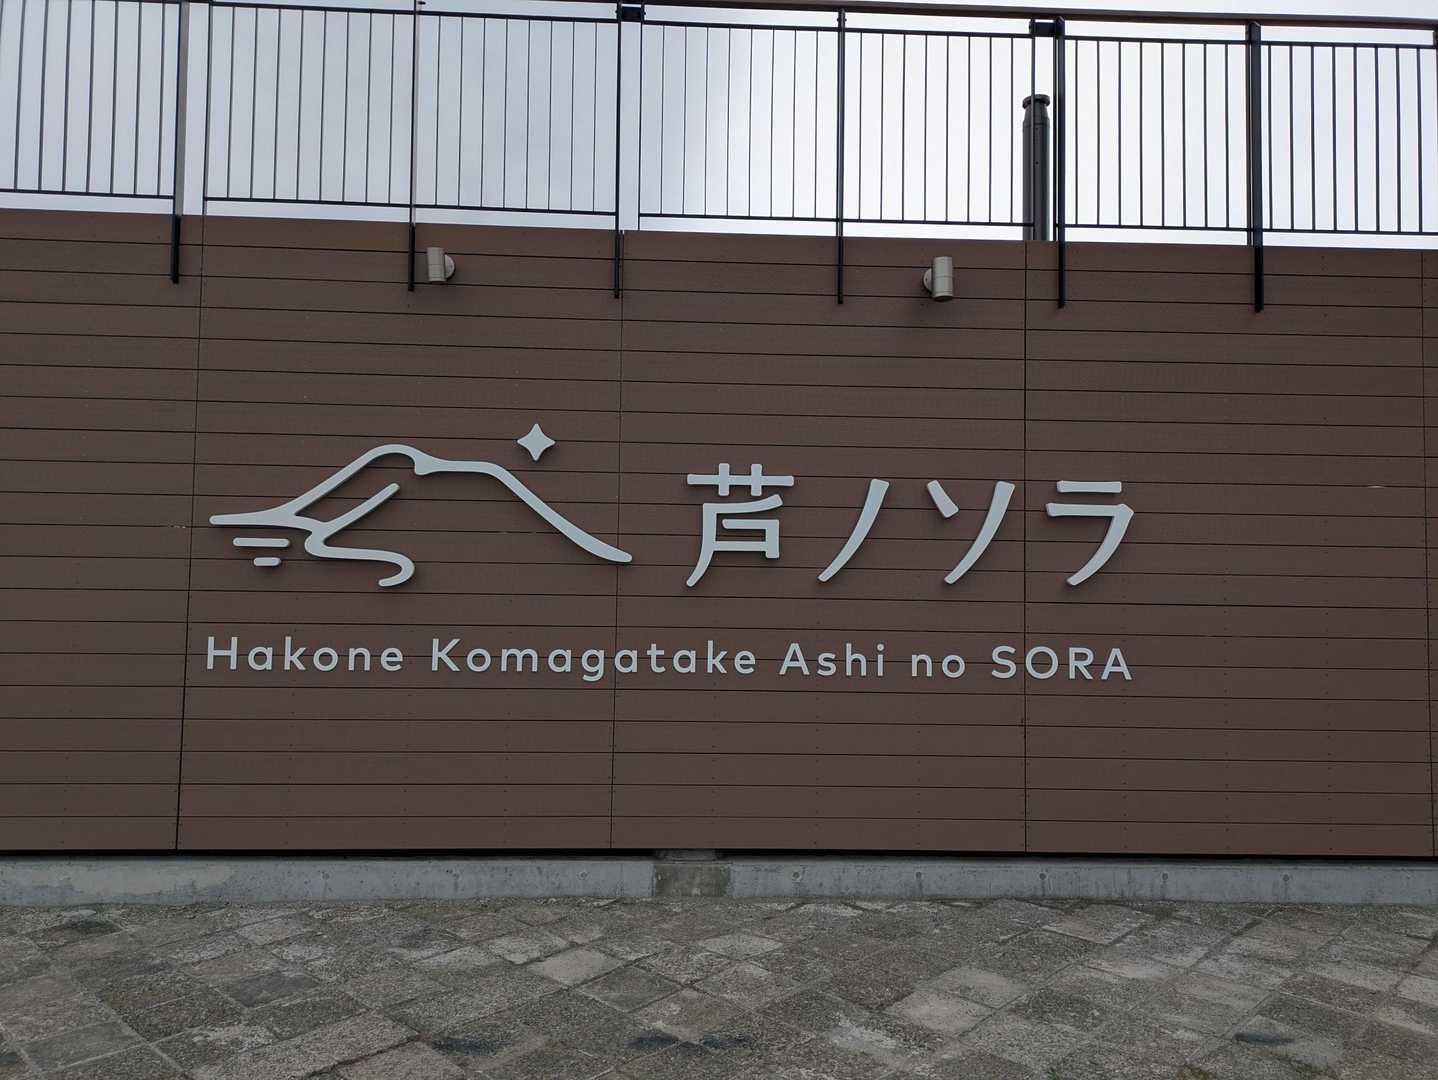 芦ノソラ
Hakone Komagatake Ashi no SORA